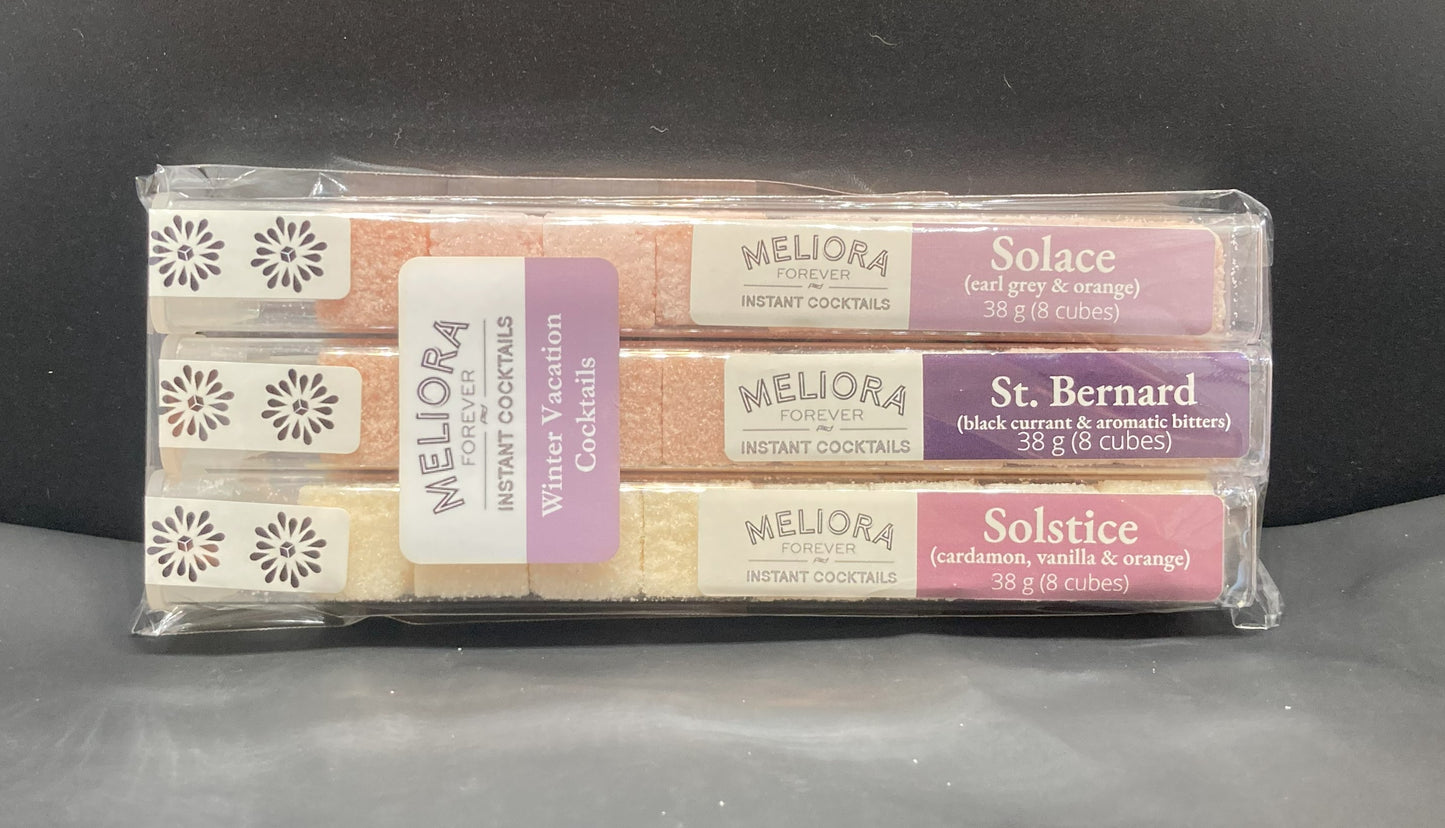 MELIORA
FOREVER
INSTANT COCKTAILS
Solace
(earl grey & orange)
38 g (8 cubes)
MELIORA
FOREVER
INSTANT COCKTAILS
Winter Vacation
Cocktails
MELIORA
FOREVER
INSTANT COCKTAILS
St. Bernard
(black currant & aromatic bitters)
38 g (8 cubes)
MELIORA
FOREVER
INSTANT COCKTAILS
Solstice
(cardamon, vanilla & orange)
38 g (8 cubes)